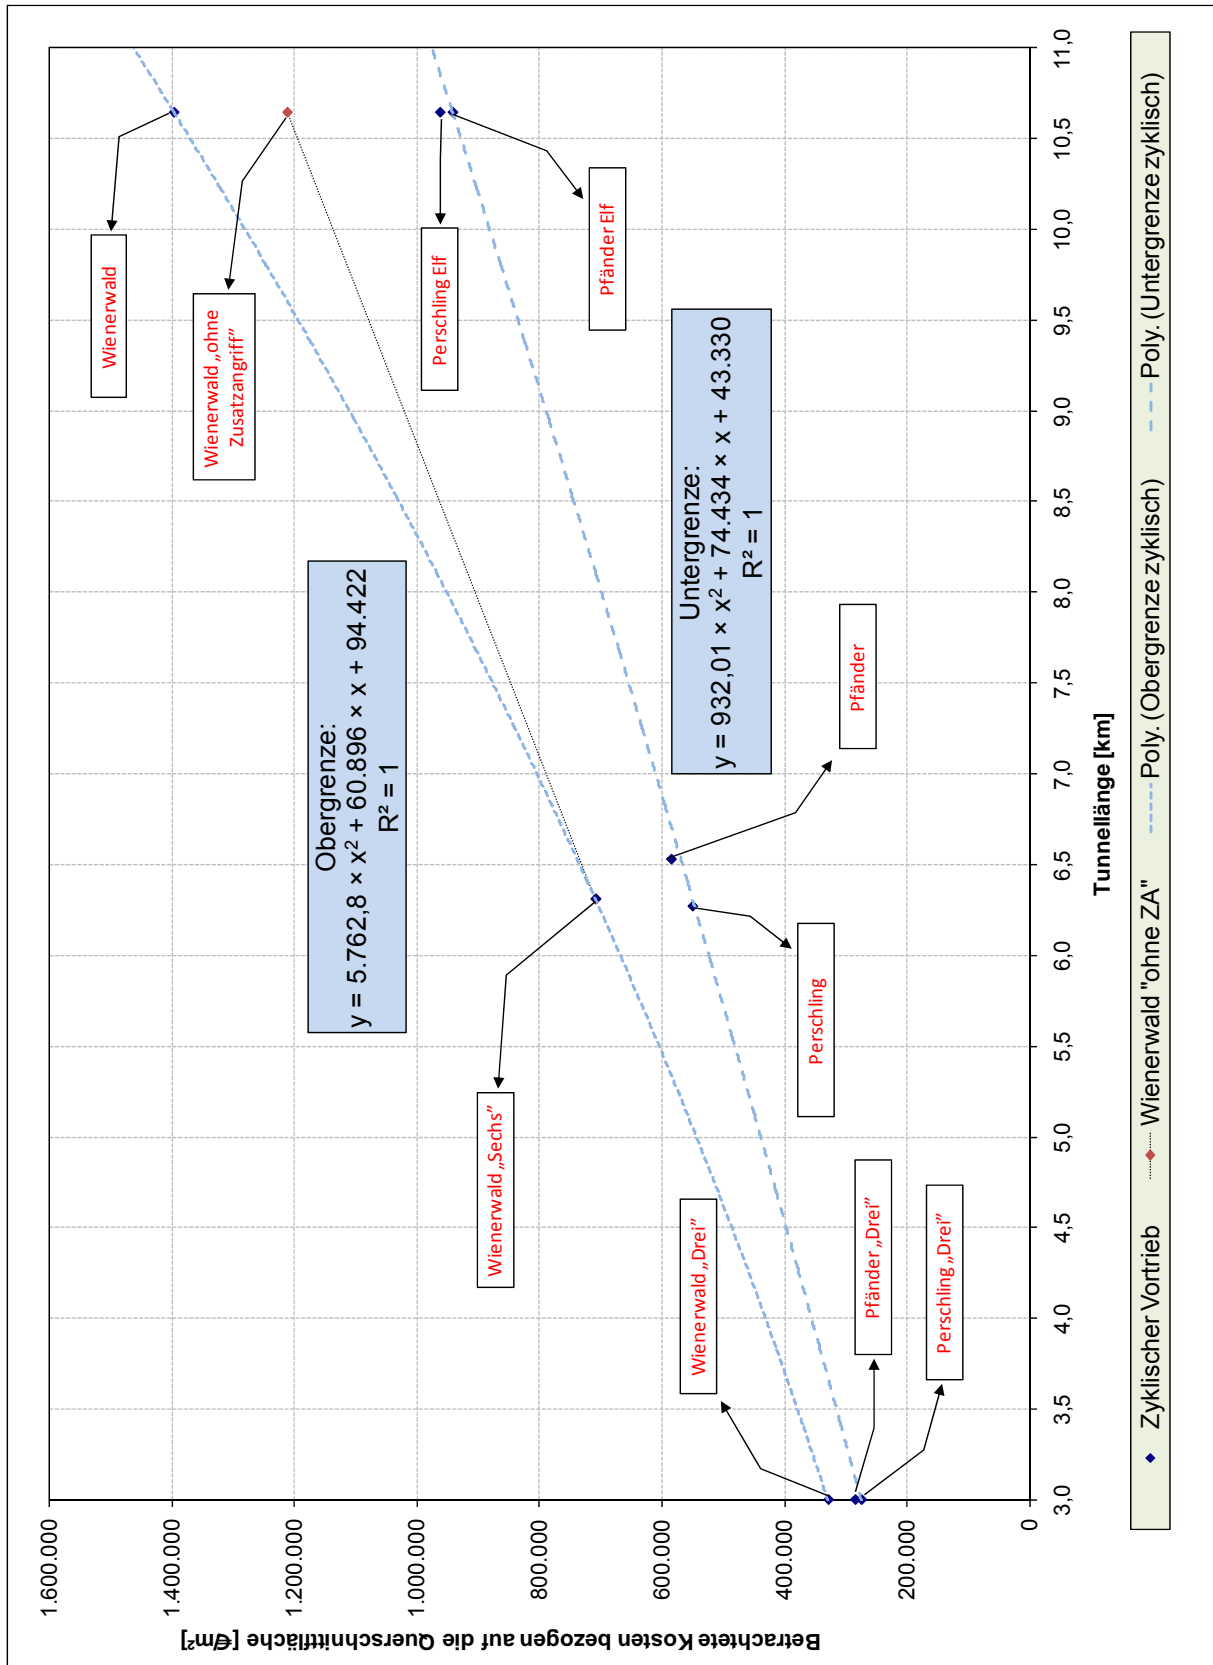 Betrachtete Kosten bezogen auf die Querschnittfläche [€/m²]
1.600.000
1.400.000
1.200.000
1.000.000
800.000
600.000
400.000
200.000
0
Wienerwald
Wienerwald „ohne
Zusatzangriff”
Obergrenze:
y = 5.762,8 × x² + 60.896 × x + 94.422
R² = 1
Perschling Elf
Wienerwald „Sechs”
Pfänder Elf
Untergrenze:
y = 932,01 × x² + 74.434 × x + 43.330
R² = 1
Wienerwald „Drei”
Perschling
Pfänder
Pfänder „Drei”
Perschling „Drei”
3,0 3,5 4,0 4,5 5,0 5,5 6,0 6,5 7,0 7,5 8,0 8,5 9,0 9,5 10,0 10,5 11,0
Tunnellänge [km]
Zyklischer Vortrieb Wienerwald "ohne ZA" Poly. (Obergrenze zyklisch) Poly. (Untergrenze zyklisch)